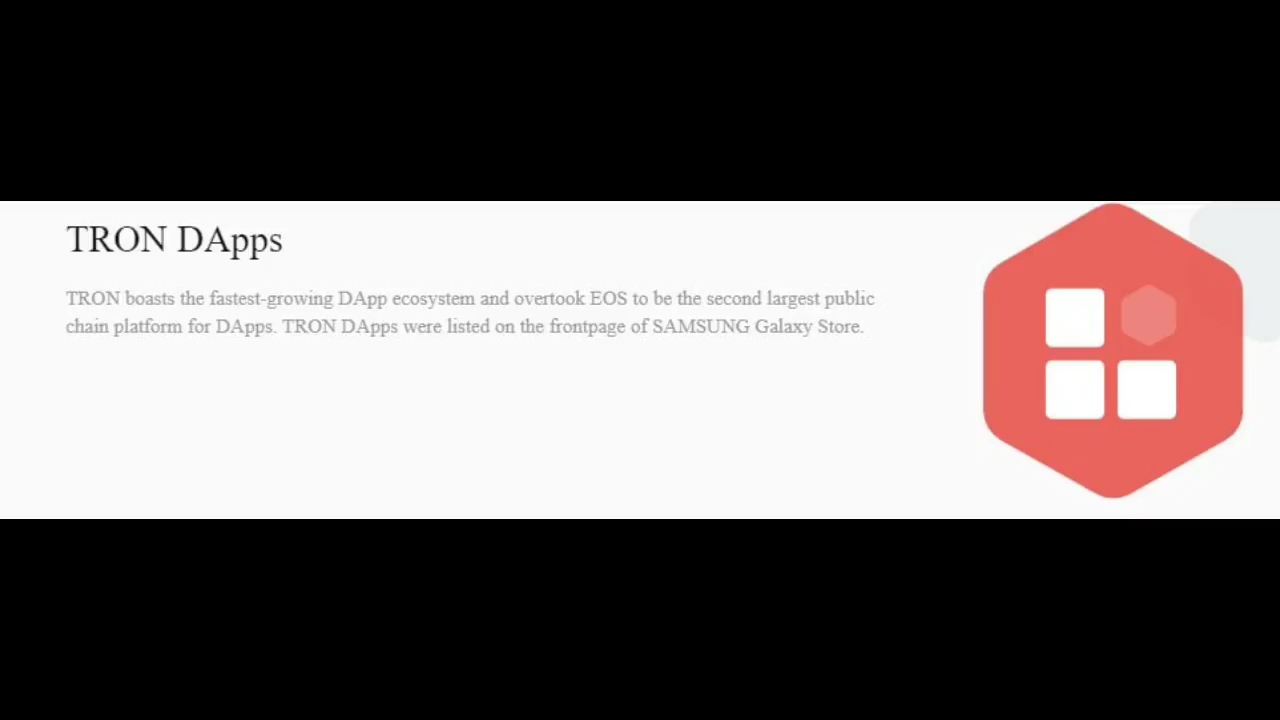 TRON DApps
TRON boasts the fastest-growing DApp ecosystem and overtook EOS to be the second largest public
chain platform for DApps. TRON DApps were listed on the frontpage of SAMSUNG Galaxy Store.